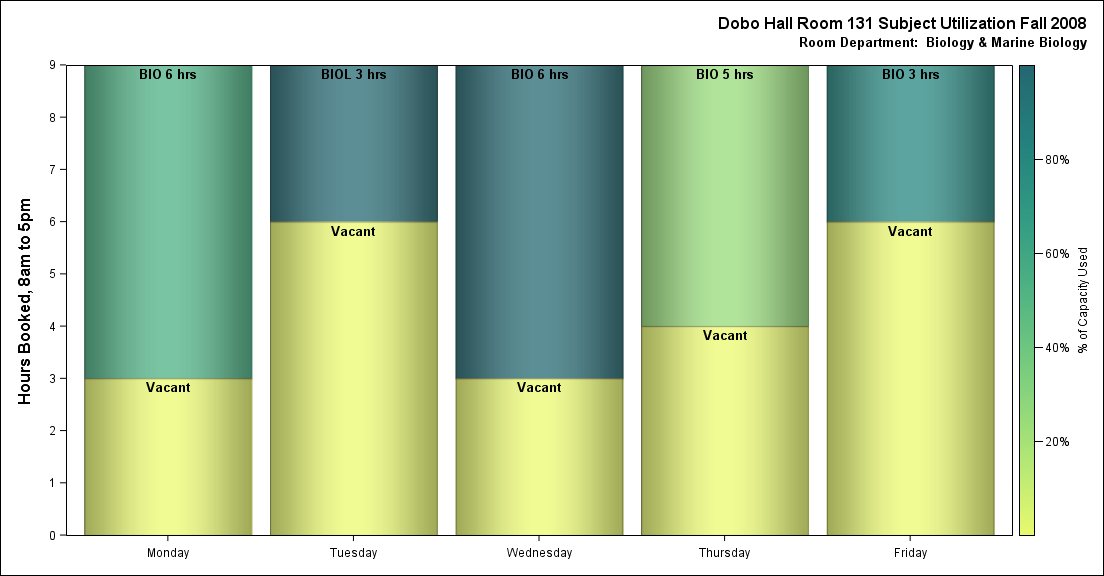 Dobo Hall Room 131 Subject Utilization Fall 2008
Room Department: Biology & Marine Biology
Hours Booked, 8am to 5pm
9
8
7
6
5
4
3
2
1
0
BIO 6 hrs
Vacant
BIOL 3 hrs
Vacant
BIO 6 hrs
Vacant
BIO 5 hrs
Vacant
BIO 3 hrs
Vacant
Monday
Tuesday
Wednesday
Thursday
Friday
80%
60%
40%
20%
% of Capacity Used